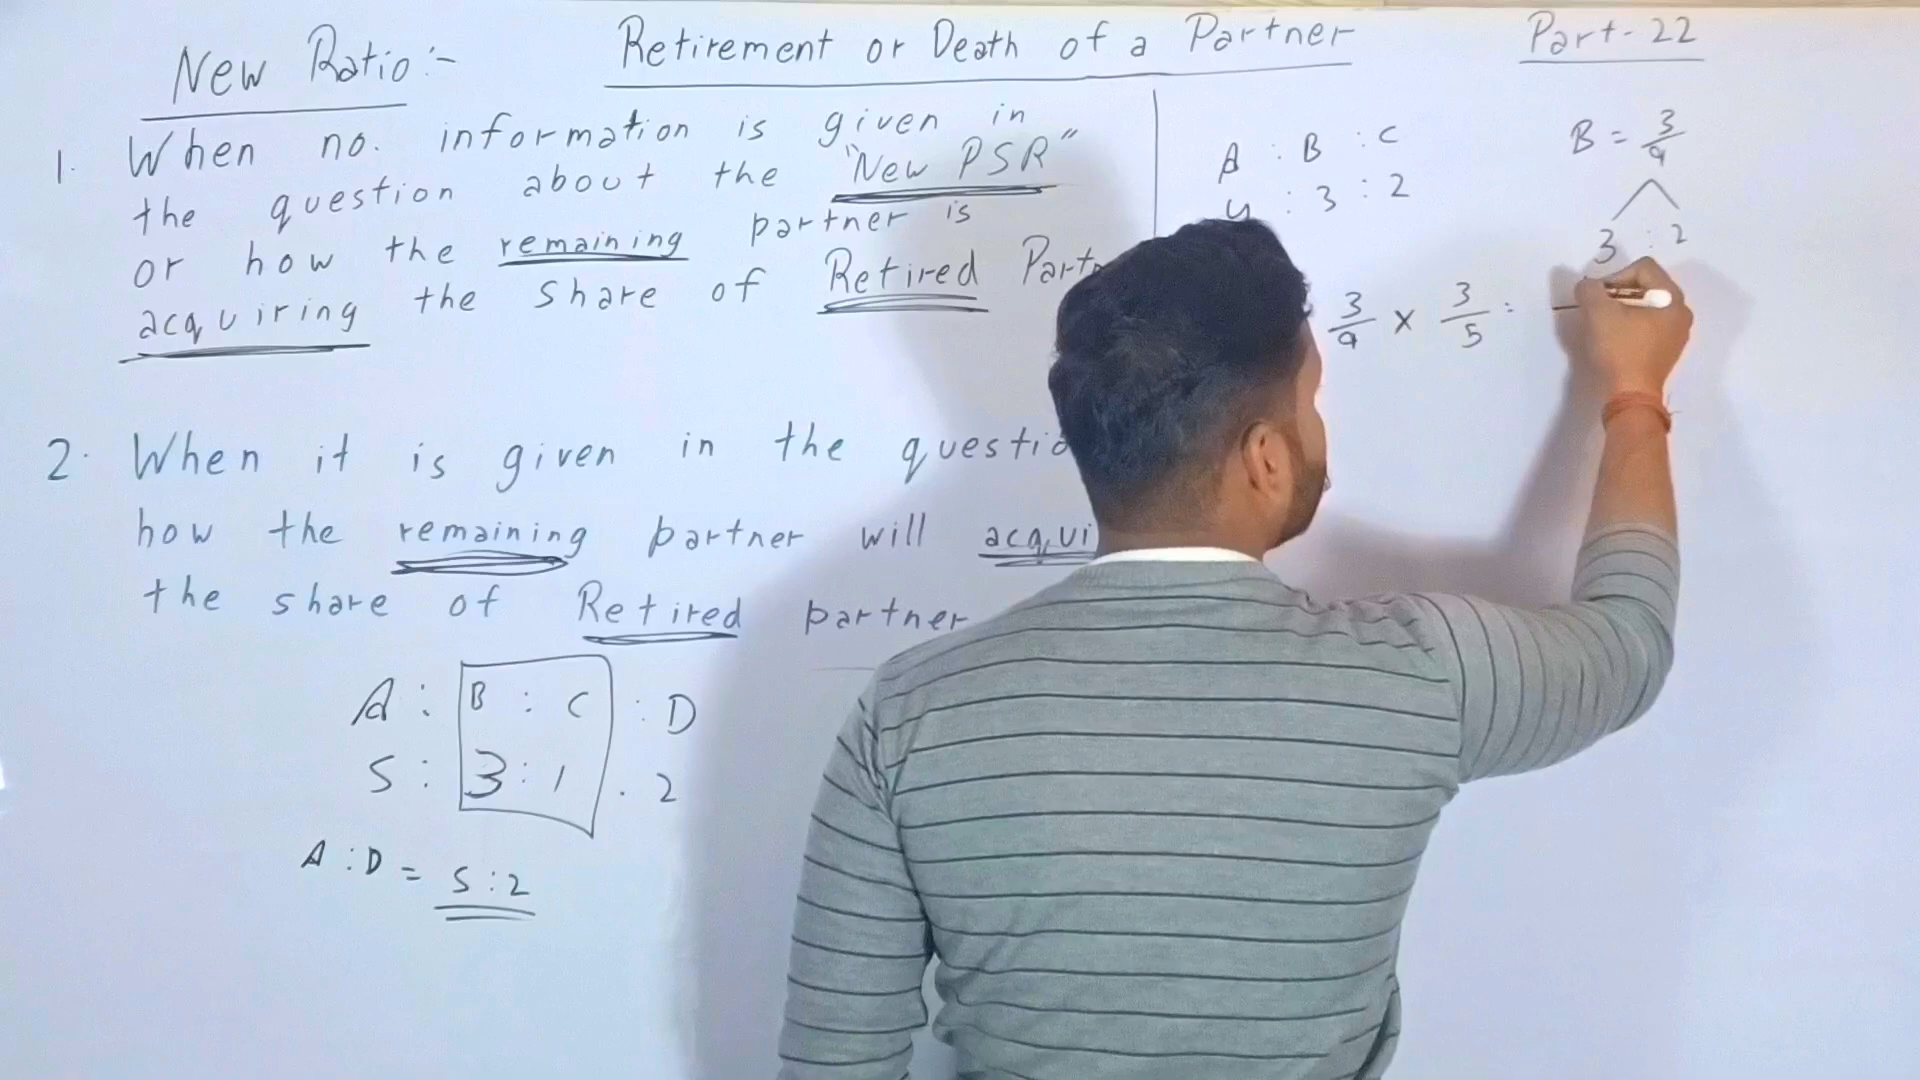 New Ratio:-
Retirement or Death of a Partner
Part-22
1. When no. information is given in
the question about the "New PSR"
or how the remaining partner is
acquiring the share of Retired
2. When it is given in the
how the remaining partner will
the share of Retired partner
A : B : C : D
5 : 3 : 1 . 2
A : D = 5 : 2
A : B : C
4 : 3 : 2
B = 3/9
3 : 2
3/9 x 3/5 =